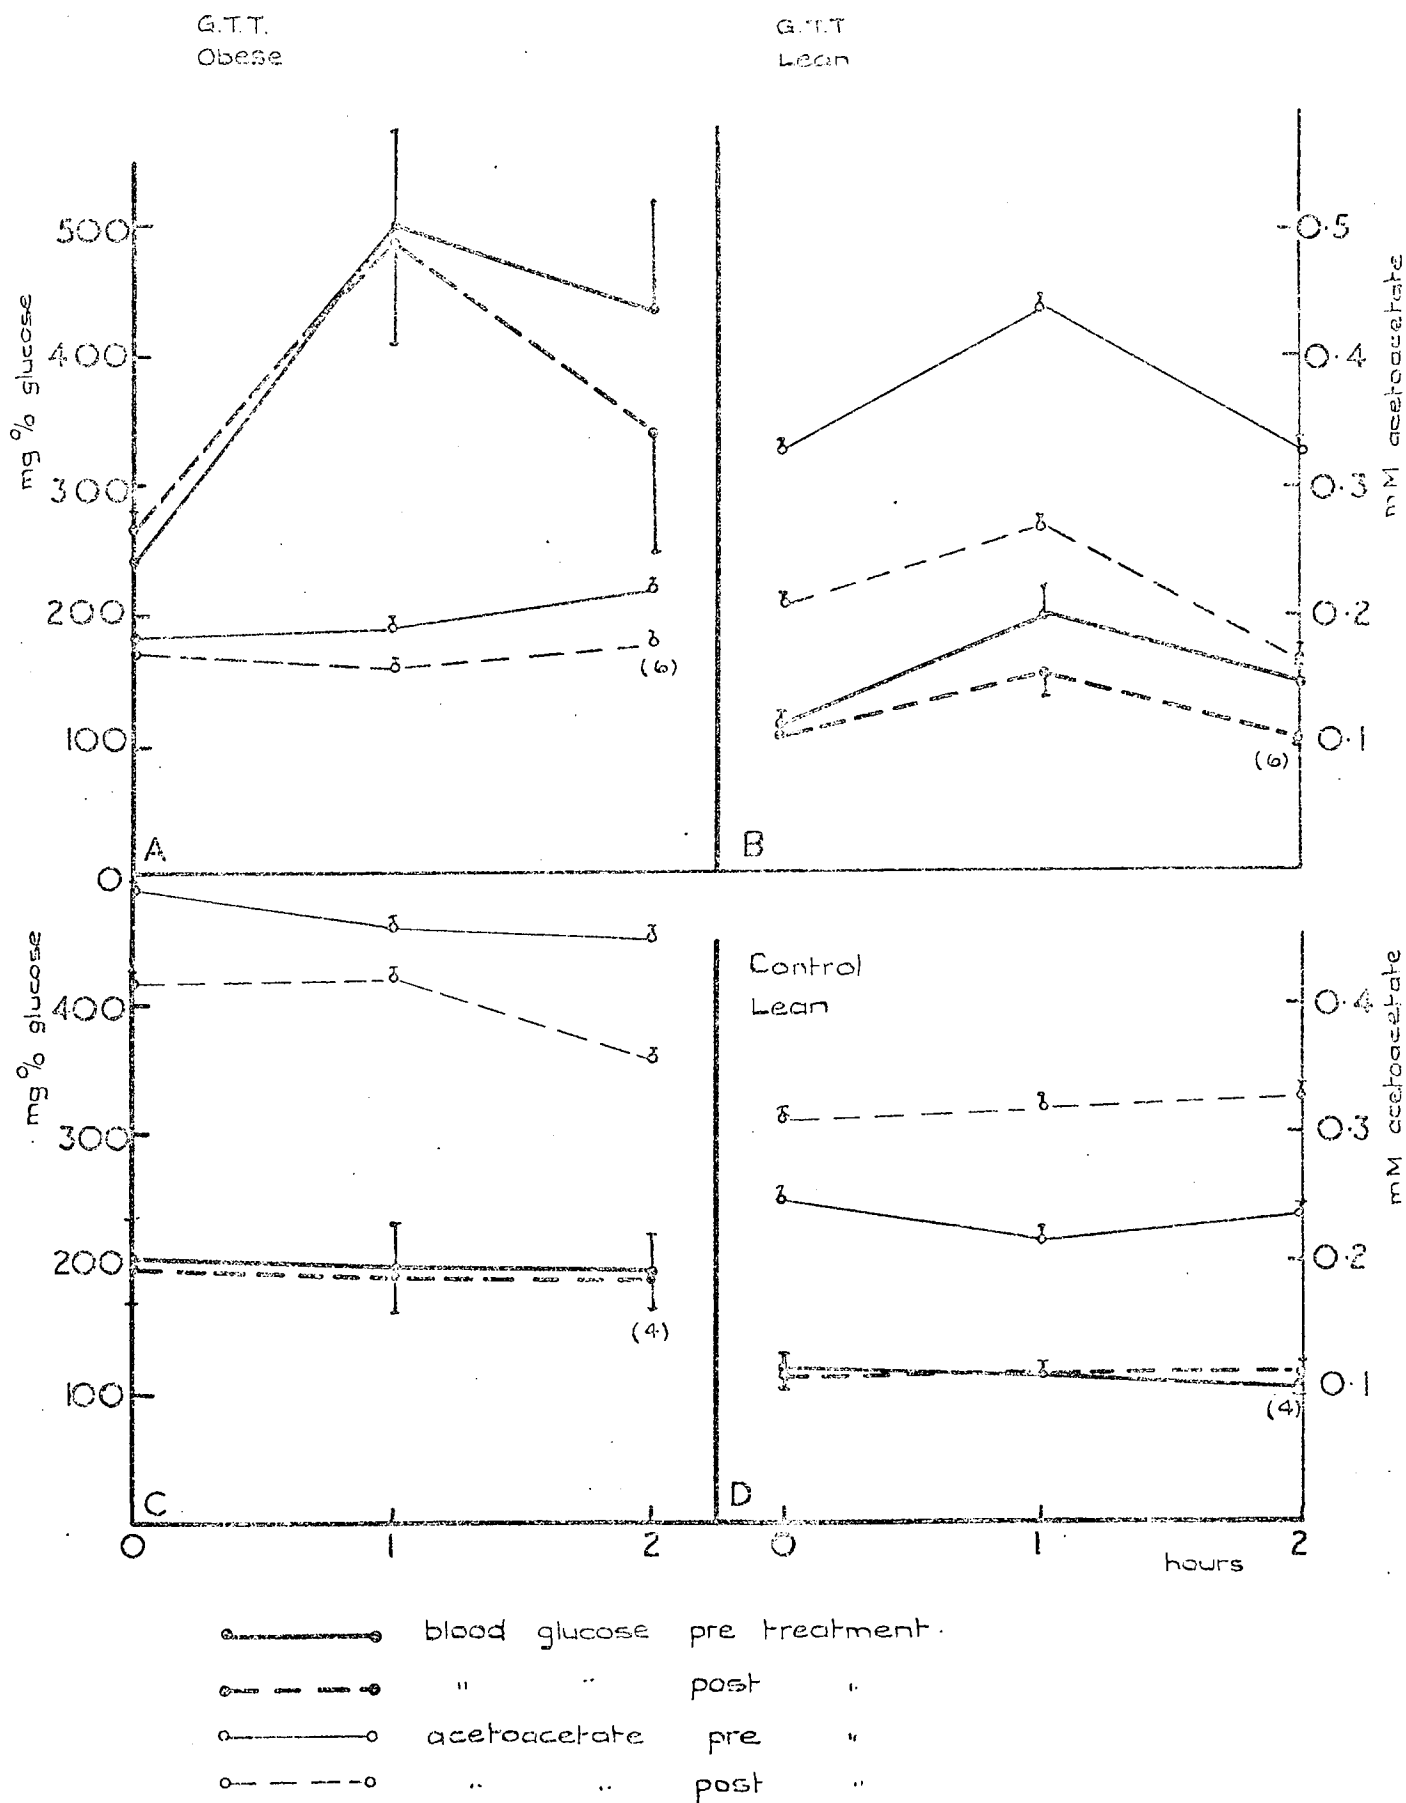 G.T.T.
Obese
G.T.T
Lean
500
400
300
200
100
0
mg % glucose
(6)
A
0.5
0.4
0.3
0.2
0.1
mM acetoacetate
(6)
B
400
300
200
100
mg % glucose
(4)
C
Control
Lean
0.4
0.3
0.2
0.1
mM acetoacetate
(4)
D
0 1 2 0 1 2
hours
blood glucose pre treatment.
" " post "
acetoacetate pre "
" " post "